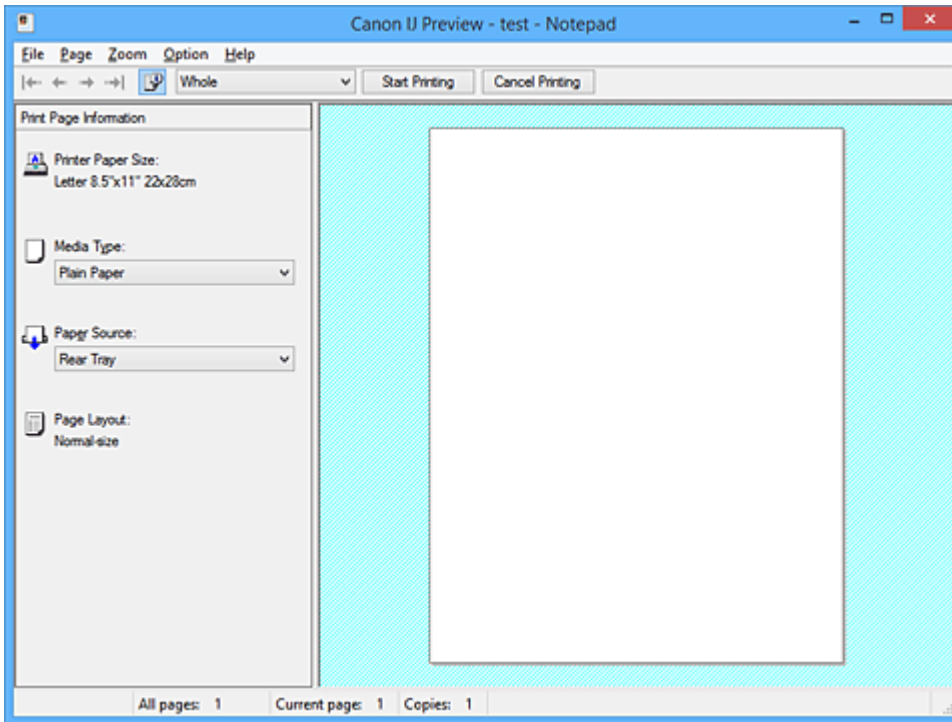 Canon IJ Preview - test - Notepad
File Page Zoom Option Help
Whole Start Printing Cancel Printing
Print Page Information
Printer Paper Size:
Letter 8.5"x11" 22x28cm
Media Type:
Plain Paper
Paper Source:
Rear Tray
Page Layout:
Normal-size
All pages: 1 Current page: 1 Copies: 1